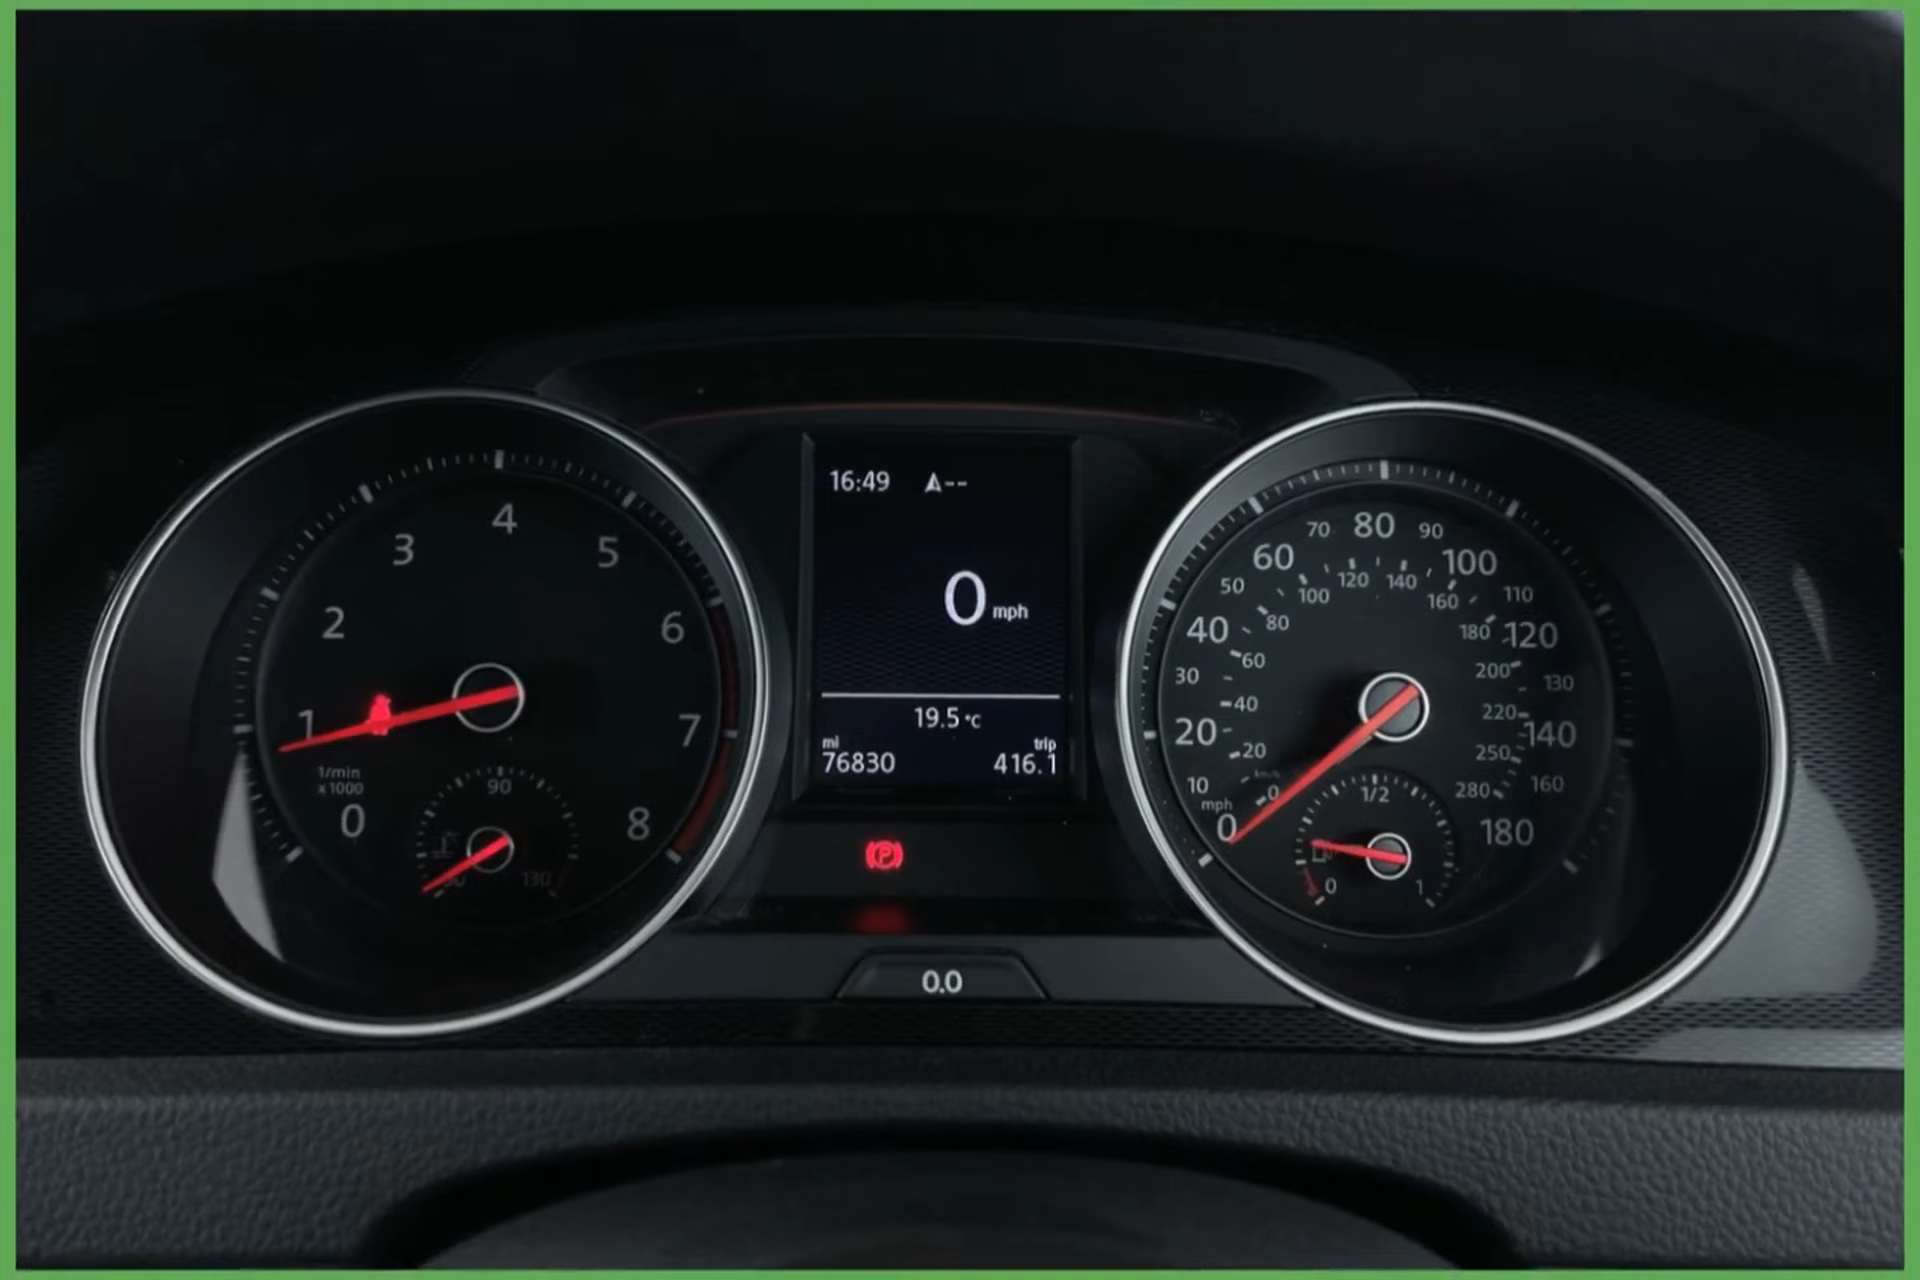 16:49 --
0 mph
19.5 °C
mi trip
76830 416.1
0.0
0 1 2 3 4 5 6 7 8
1/min
x1000
90
130
0 10 20 30 40 50 60 70 80 90 100 110 120 130 140 160 180
mph
0 20 40 60 80 100 120 140 160 180 200 220 250 280
km/h
0 1/2 1
P